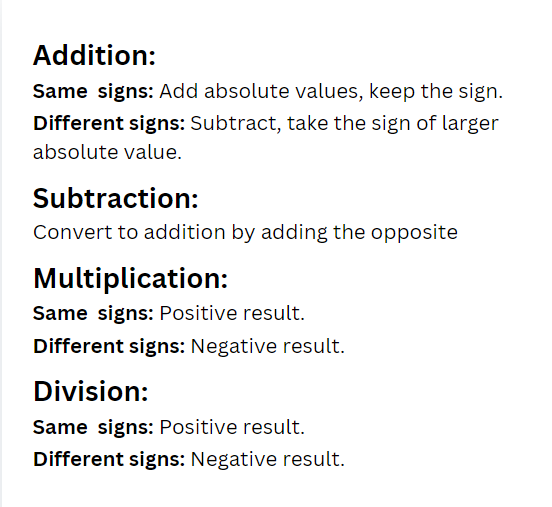 Addition:
Same  signs: Add absolute values, keep the sign.
Different signs: Subtract, take the sign of larger
absolute value.
Subtraction:
Convert to addition by adding the opposite
Multiplication:
Same  signs: Positive result.
Different signs: Negative result.
Division:
Same  signs: Positive result.
Different signs: Negative result.